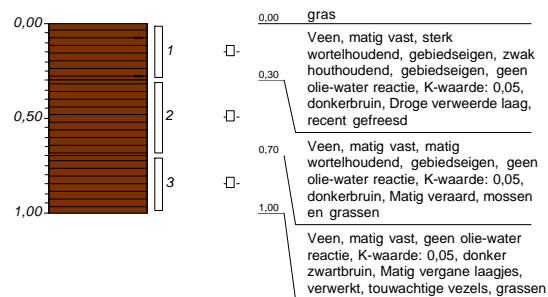 0,00
0,50
1,00
1
2
3
0,00
gras
Veen, matig vast, sterk
wortelhoudend, gebiedseigen, zwak
houthoudend, gebiedseigen, geen
olie-water reactie, K-waarde: 0,05,
donkerbruin, Droge verweerde laag,
recent gefreesd
0,30
Veen, matig vast, matig
wortelhoudend, gebiedseigen, geen
olie-water reactie, K-waarde: 0,05,
donkerbruin, Matig veraard, mossen
en grassen
0,70
Veen, matig vast, geen olie-water
reactie, K-waarde: 0,05, donker
zwartbruin, Matig vergane laagjes,
verwerkt, touwachtige vezels, grassen
1,00